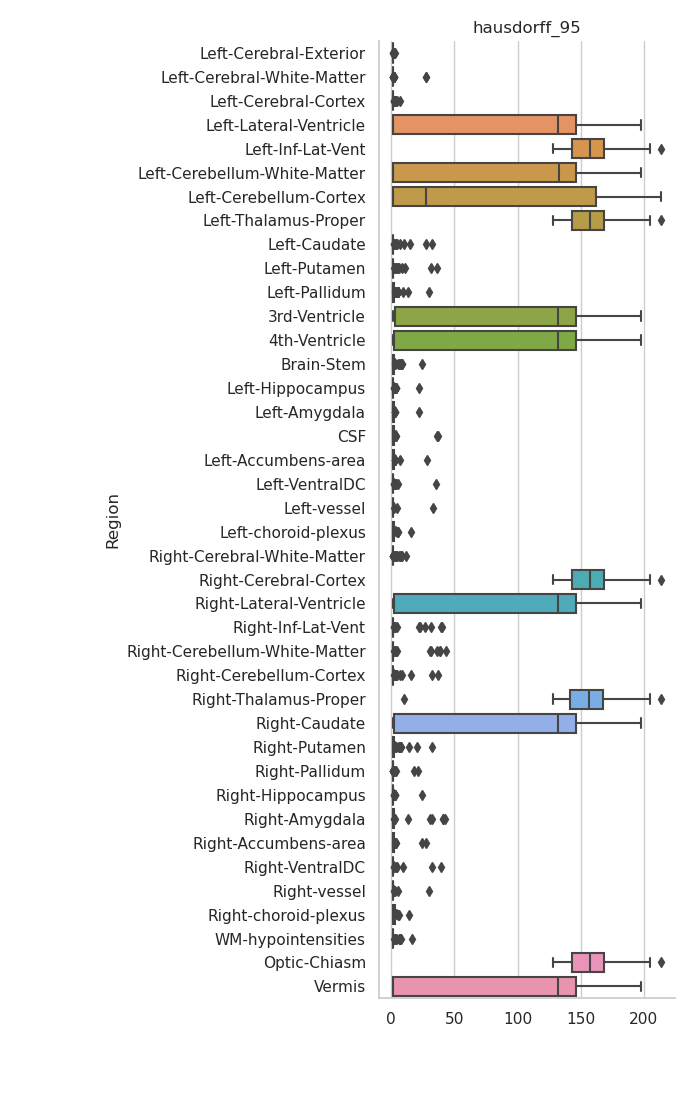 hausdorff_95
Left-Cerebral-Exterior
Left-Cerebral-White-Matter
Left-Cerebral-Cortex
Left-Lateral-Ventricle
Left-Inf-Lat-Vent
Left-Cerebellum-White-Matter
Left-Cerebellum-Cortex
Left-Thalamus-Proper
Left-Caudate
Left-Putamen
Left-Pallidum
3rd-Ventricle
4th-Ventricle
Brain-Stem
Left-Hippocampus
Left-Amygdala
CSF
Left-Accumbens-area
Left-VentralDC
Left-vessel
Left-choroid-plexus
Right-Cerebral-White-Matter
Right-Cerebral-Cortex
Right-Lateral-Ventricle
Right-Inf-Lat-Vent
Right-Cerebellum-White-Matter
Right-Cerebellum-Cortex
Right-Thalamus-Proper
Right-Caudate
Right-Putamen
Right-Pallidum
Right-Hippocampus
Right-Amygdala
Right-Accumbens-area
Right-VentralDC
Right-vessel
Right-choroid-plexus
WM-hypointensities
Optic-Chiasm
Vermis
Region
0 50 100 150 200